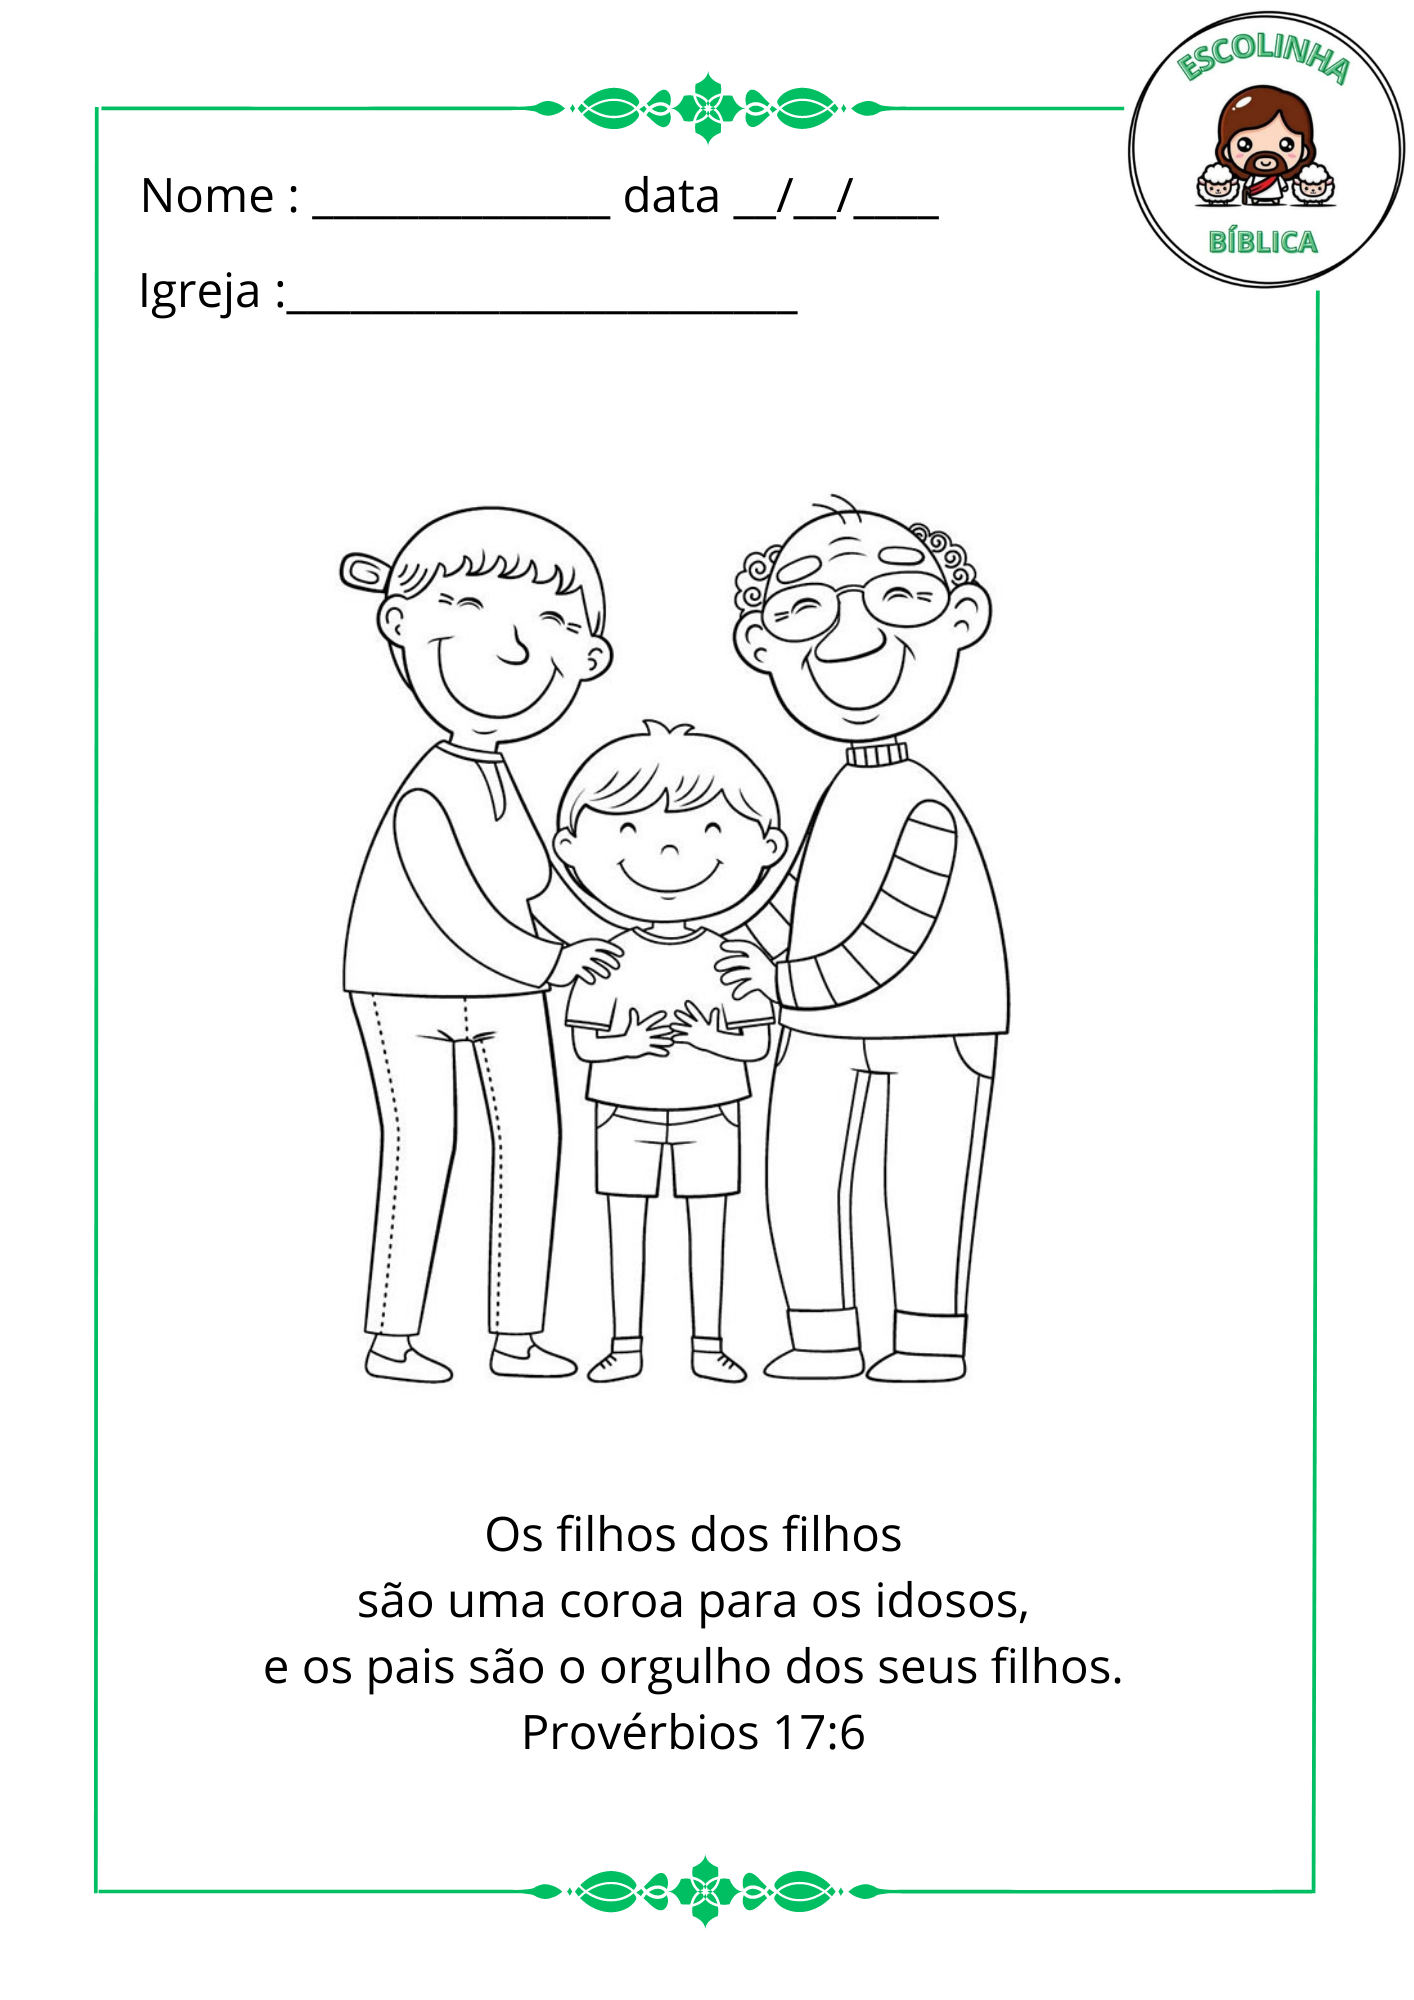 ESCOLINHA
BÍBLICA
Nome : ______________ data __/__/____
Igreja :________________________
Os filhos dos filhos
são uma coroa para os idosos,
e os pais são o orgulho dos seus filhos.
Provérbios 17:6